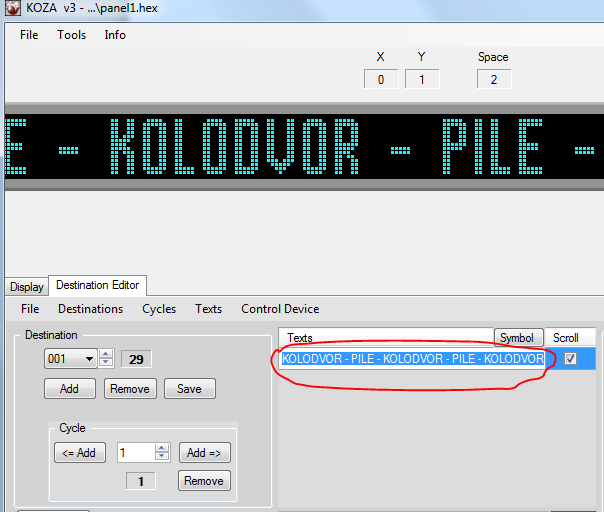 KOZA v3 - ...\panel1.hex
File Tools Info
X Y Space
0 1 2
E - KOLODVOR - PILE -
Display Destination Editor
File Destinations Cycles Texts Control Device
Destination
001 29
Add Remove Save
Cycle
<= Add 1 Add =>
1 Remove
Texts Symbol Scroll
KOLODVOR - PILE - KOLODVOR - PILE - KOLODVOR